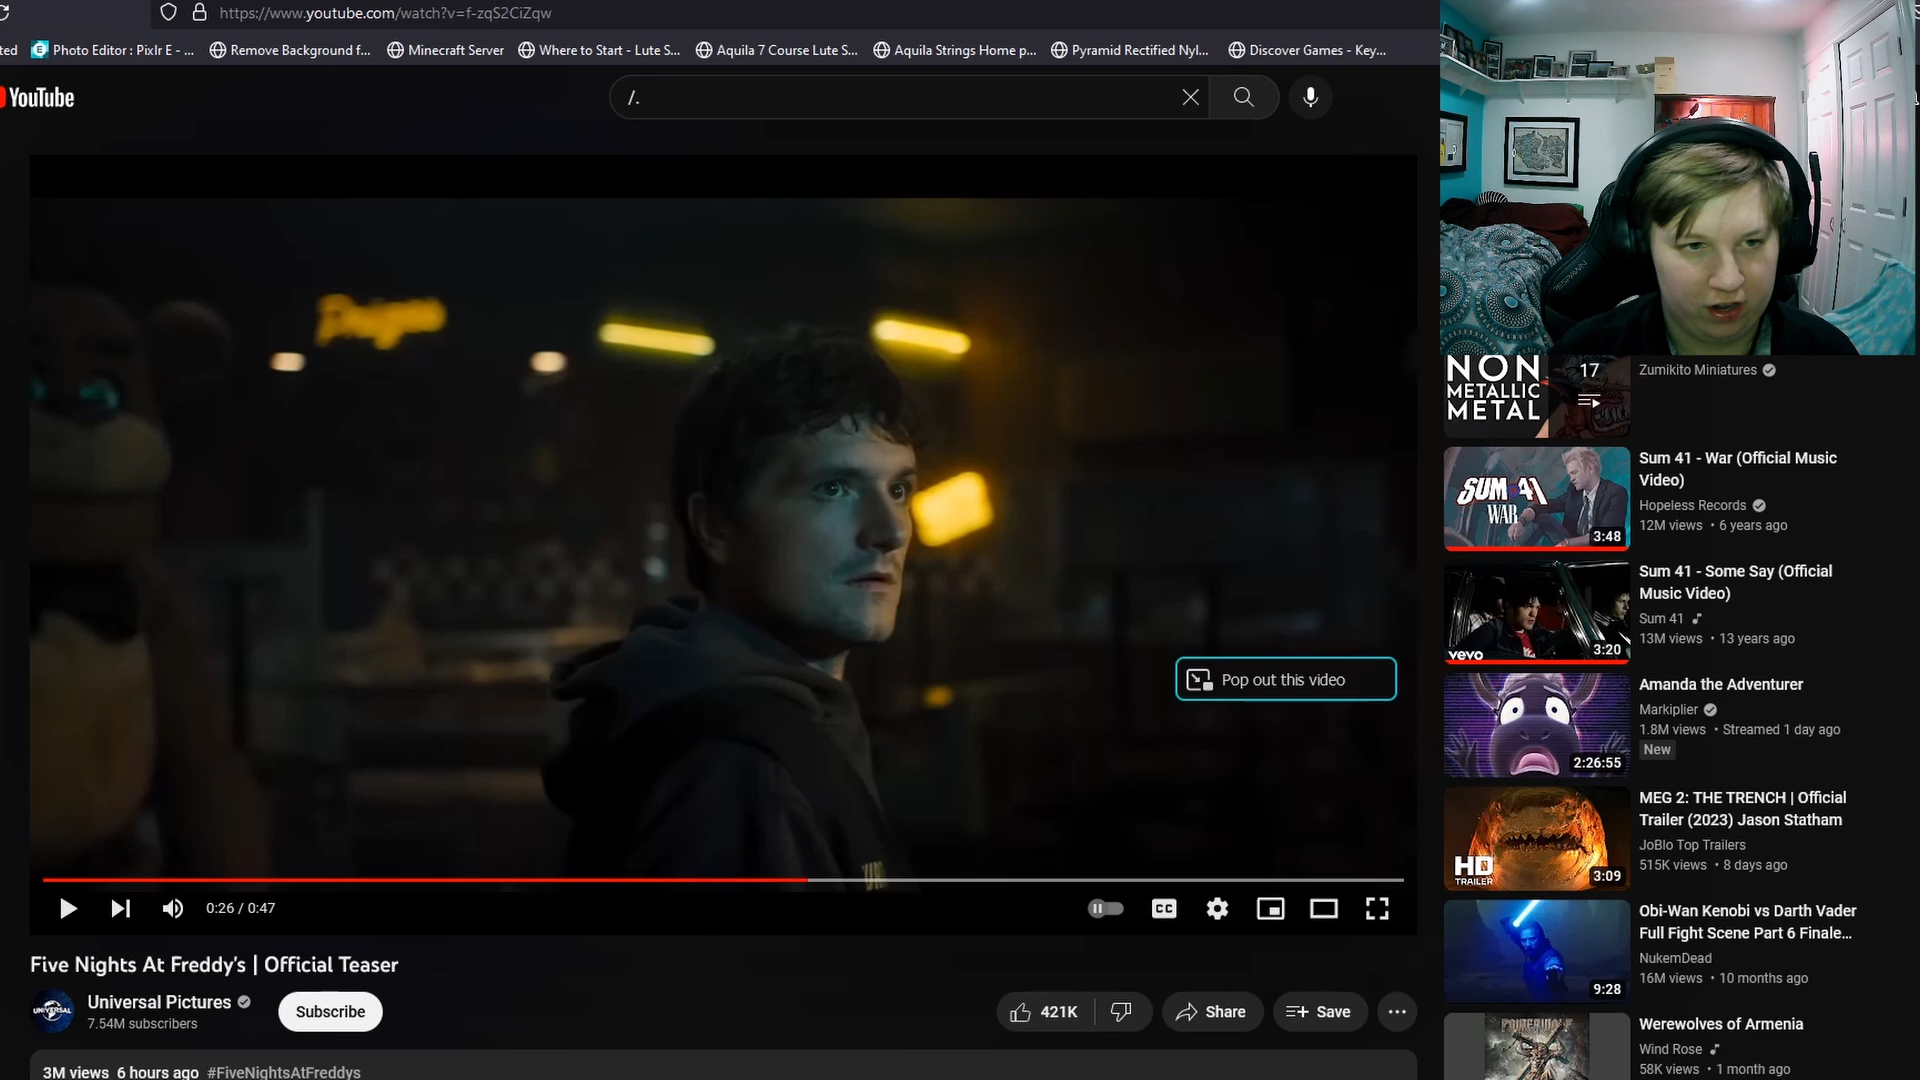 https://www.youtube.com/watch?v=f-zqS2CiZqw
ted
Photo Editor : Pixlr E - ...
Remove Background f...
Minecraft Server
Where to Start - Lute S...
Aquila 7 Course Lute S...
Aquila Strings Home p...
Pyramid Rectified Nyl...
Discover Games - Key...
YouTube
/.
Pop out this video
0:26 / 0:47
CC
Five Nights At Freddy's | Official Teaser
UNIVERSAL
Universal Pictures
7.54M subscribers
Subscribe
421K
Share
Save
3M views 6 hours ago #FiveNightsAtFreddys
NON
METALLIC
METAL
17
Zumikito Miniatures
SUM 41
WAR
3:48
Sum 41 - War (Official Music
Video)
Hopeless Records
12M views • 6 years ago
vevo
3:20
Sum 41 - Some Say (Official
Music Video)
Sum 41
13M views • 13 years ago
2:26:55
Amanda the Adventurer
Markiplier
1.8M views • Streamed 1 day ago
New
HD
TRAILER
3:09
MEG 2: THE TRENCH | Official
Trailer (2023) Jason Statham
JoBlo Top Trailers
515K views • 8 days ago
9:28
Obi-Wan Kenobi vs Darth Vader
Full Fight Scene Part 6 Finale...
NukemDead
16M views • 10 months ago
POWERWOLF
Werewolves of Armenia
Wind Rose
58K views • 1 month ago